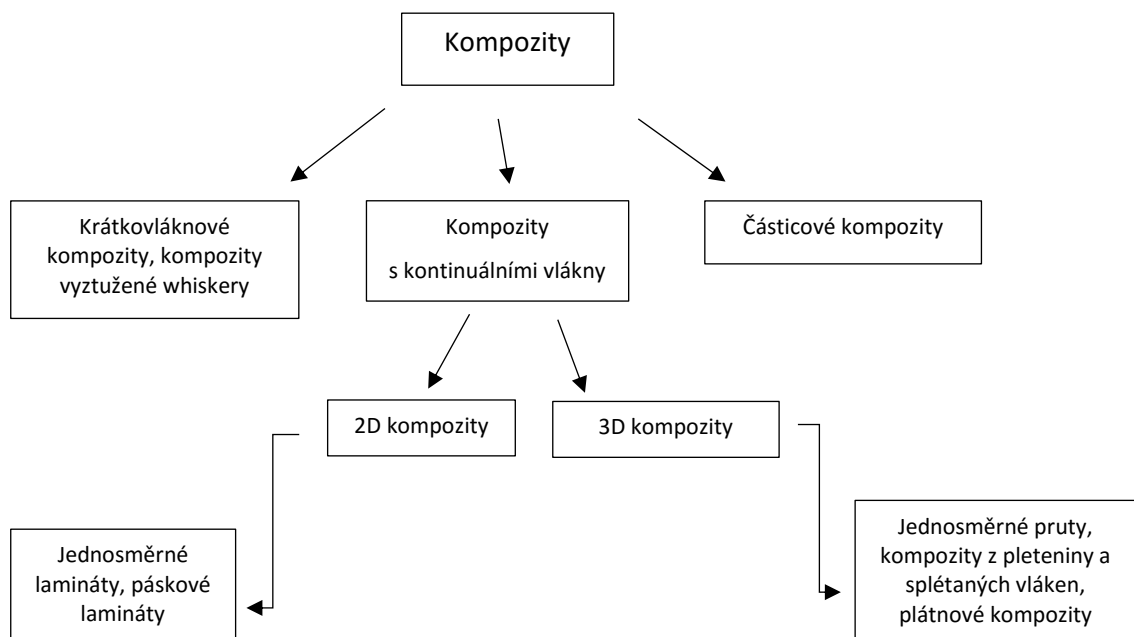 Kompozity
Krátkovláknové
kompozity, kompozity
vyztužené whiskery
Kompozity
s kontinuálními vlákny
Částicové kompozity
2D kompozity
3D kompozity
Jednosměrné
lamináty, páskové
lamináty
Jednosměrné pruty,
kompozity z pleteniny a
splétaných vláken,
plátnové kompozity